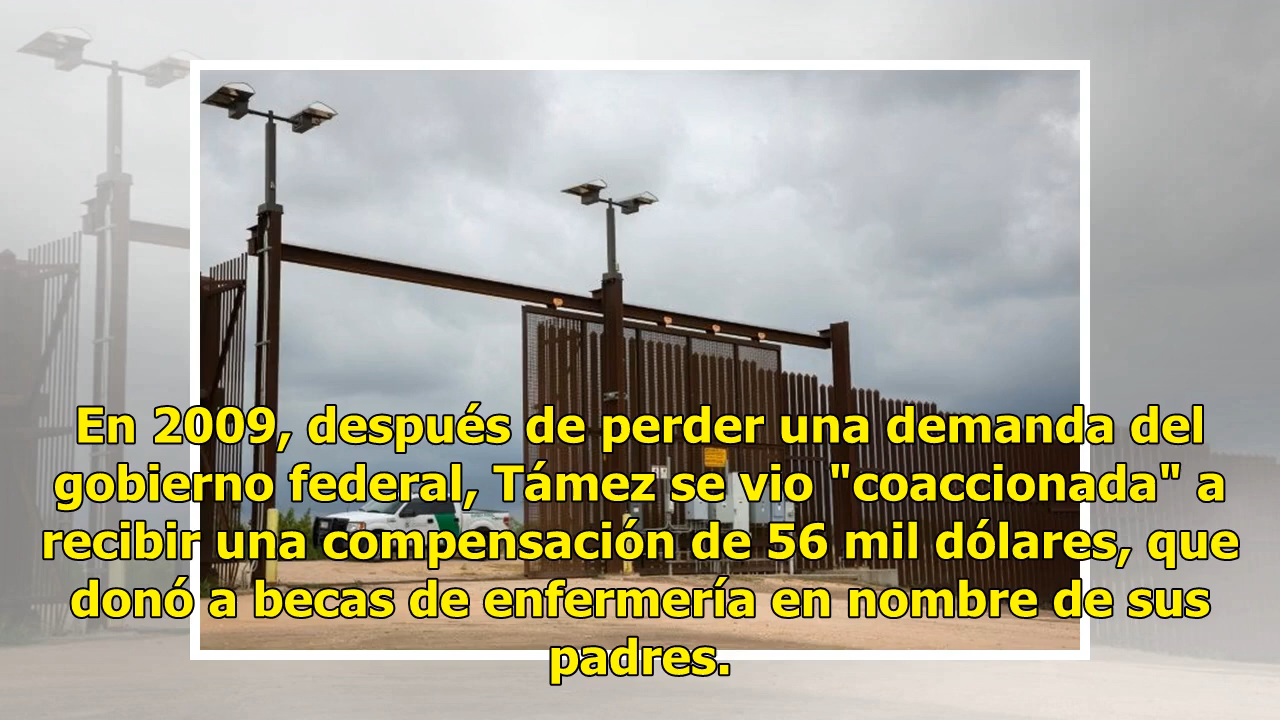 En 2009, después de perder una demanda del
gobierno federal, Támez se vio "coaccionada" a
recibir una compensación de 56 mil dólares, que
donó a becas de enfermería en nombre de sus
padres.